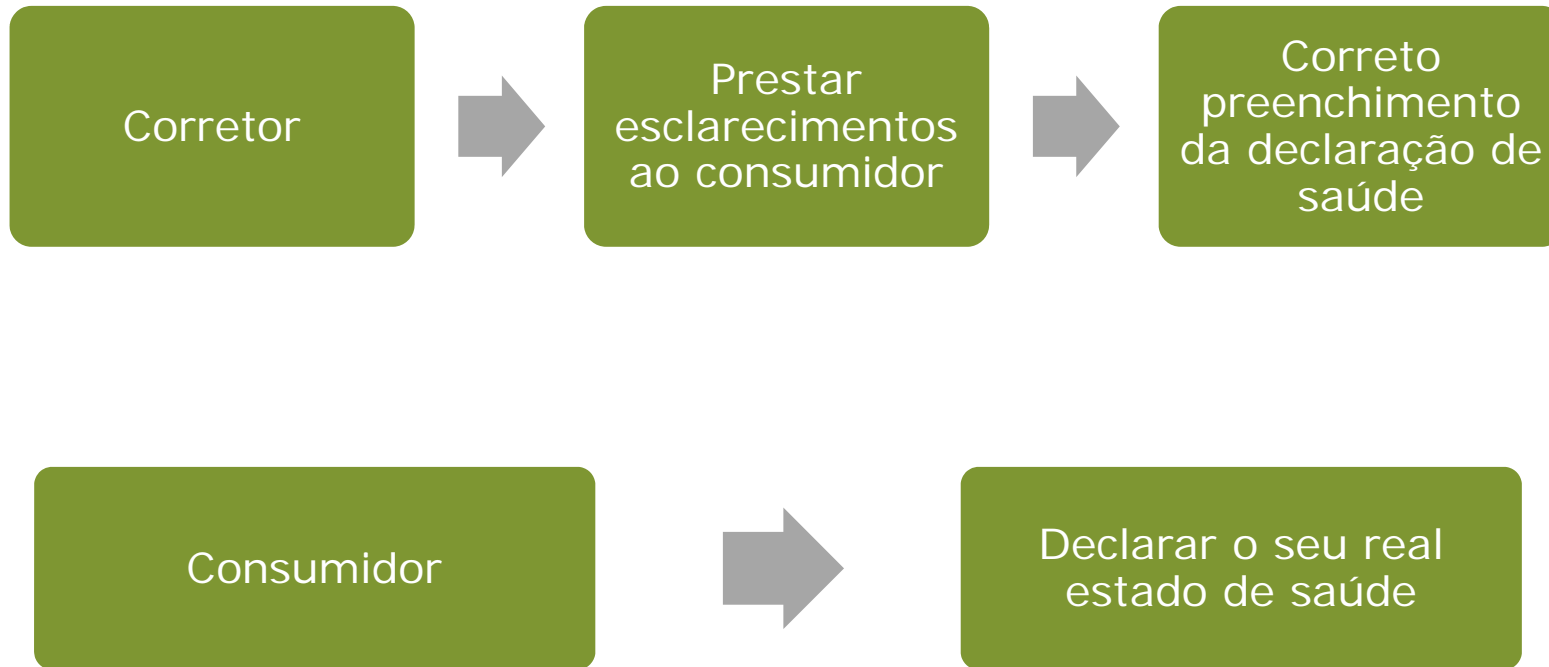 Corretor
Prestar
esclarecimentos
ao consumidor
Correto
preenchimento
da declaração de
saúde
Consumidor
Declarar o seu real
estado de saúde